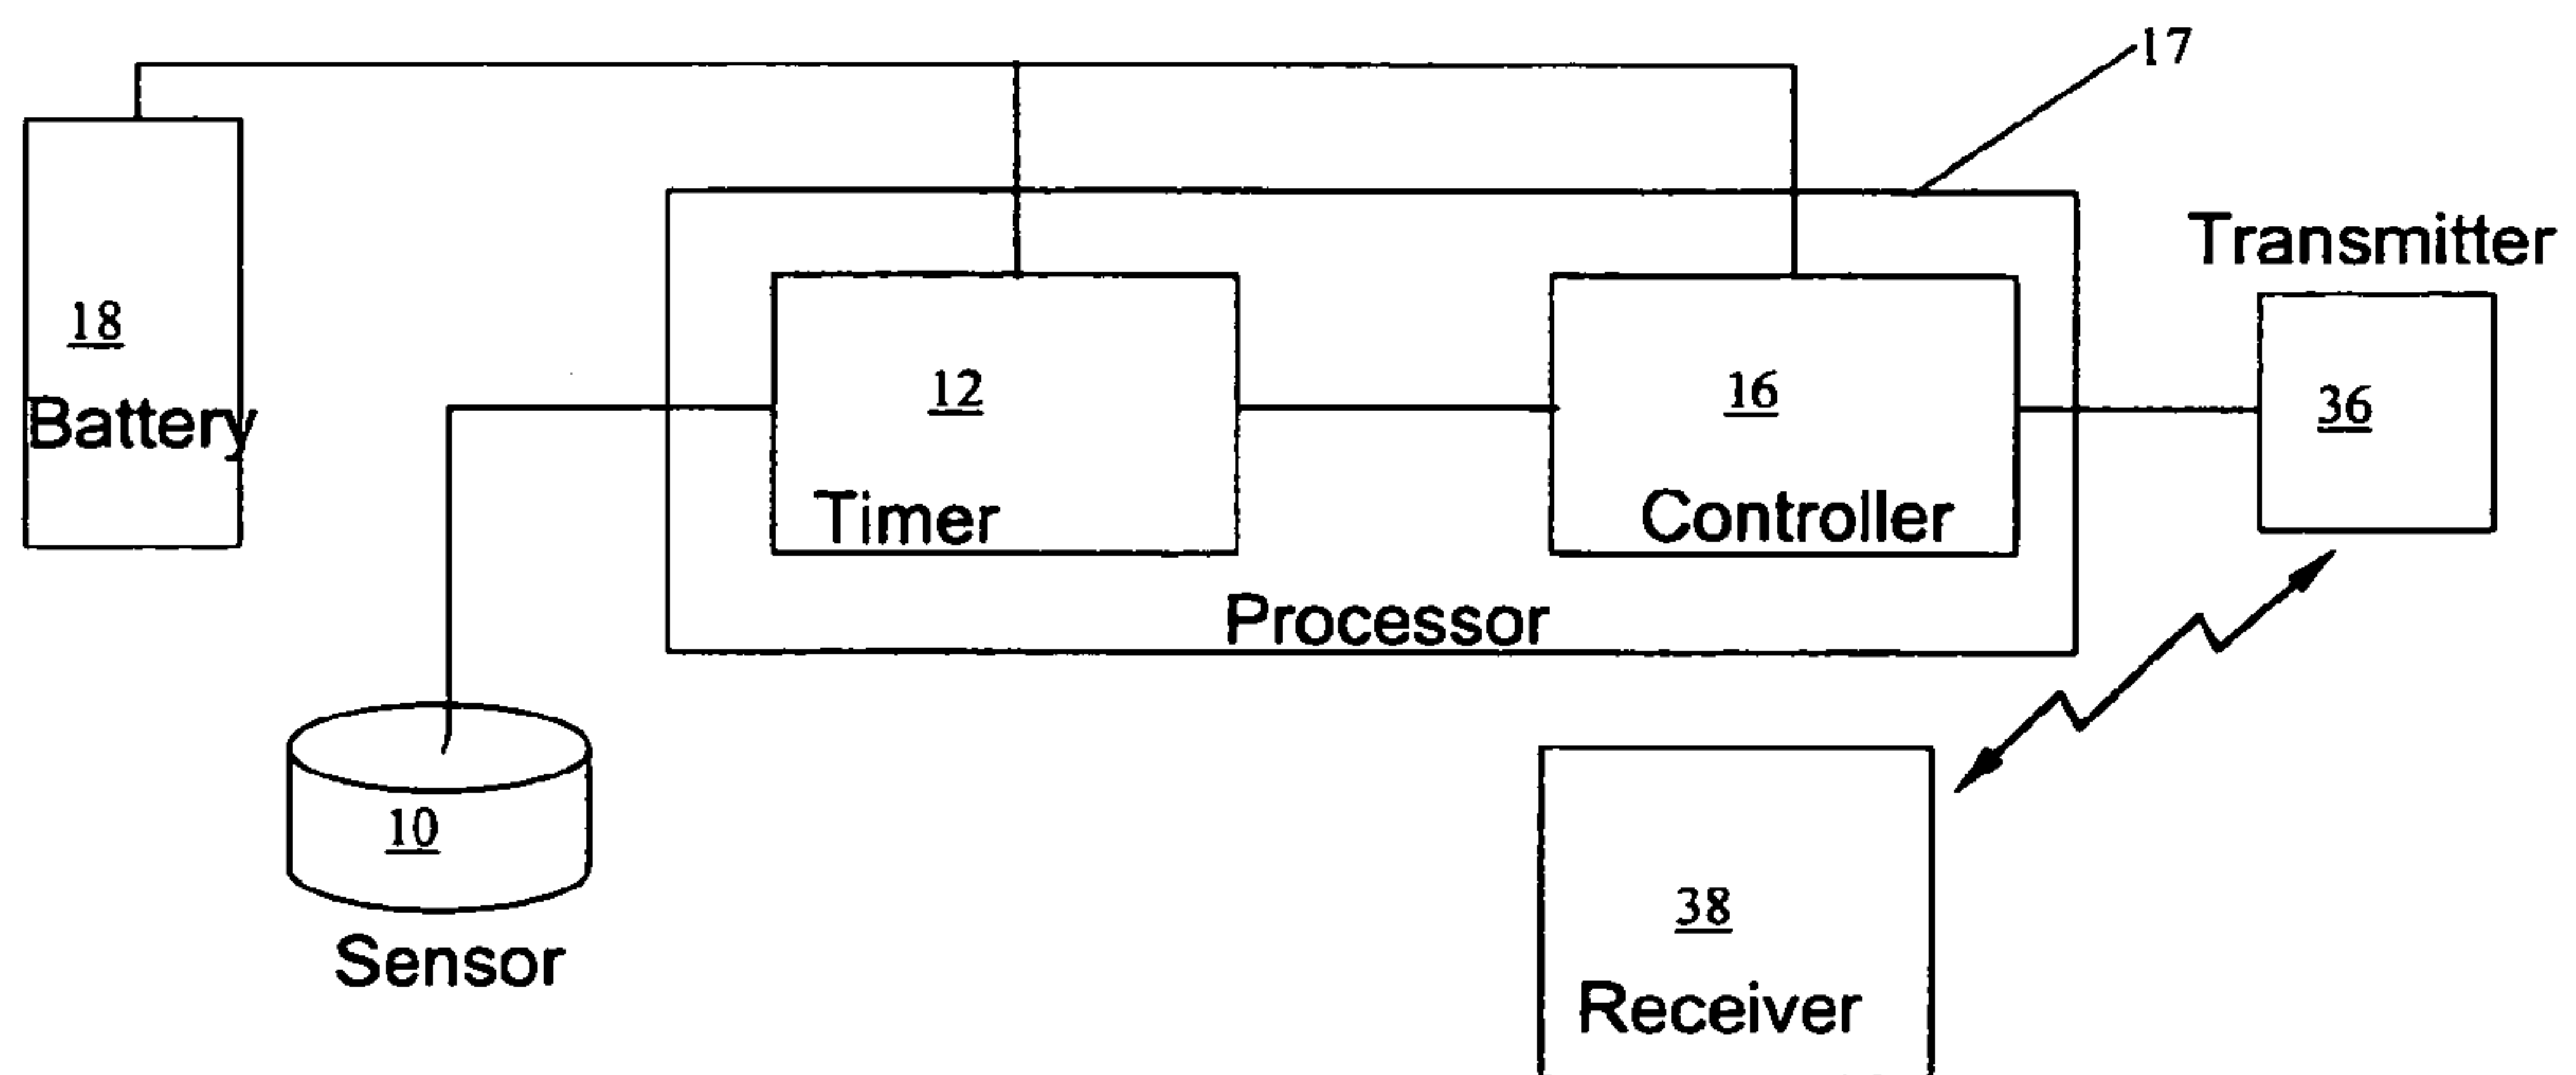 17
Transmitter
18
Battery
12
Timer
16
Controller
36
Processor
10
Sensor
38
Receiver